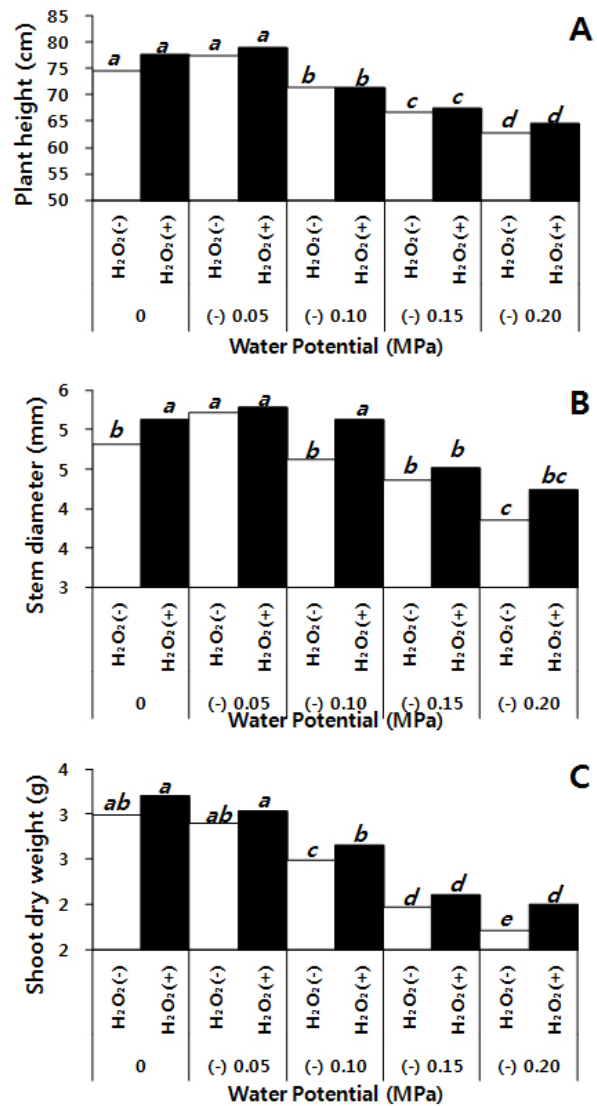 85
80
75
70
65
60
55
50
Plant height (cm)
A
a a a a b b c c d d
H₂O₂(-) H₂O₂(+) H₂O₂(-) H₂O₂(+) H₂O₂(-) H₂O₂(+) H₂O₂(-) H₂O₂(+) H₂O₂(-) H₂O₂(+)
0 (-) 0.05 (-) 0.10 (-) 0.15 (-) 0.20
Water Potential (MPa)
6
5
5
4
4
3
Stem diameter (mm)
B
b a a a b a b b c bc
H₂O₂(-) H₂O₂(+) H₂O₂(-) H₂O₂(+) H₂O₂(-) H₂O₂(+) H₂O₂(-) H₂O₂(+) H₂O₂(-) H₂O₂(+)
0 (-) 0.05 (-) 0.10 (-) 0.15 (-) 0.20
Water Potential (MPa)
4
3
3
2
2
Shoot dry weight (g)
C
ab a ab a c b d d e d
H₂O₂(-) H₂O₂(+) H₂O₂(-) H₂O₂(+) H₂O₂(-) H₂O₂(+) H₂O₂(-) H₂O₂(+) H₂O₂(-) H₂O₂(+)
0 (-) 0.05 (-) 0.10 (-) 0.15 (-) 0.20
Water Potential (MPa)